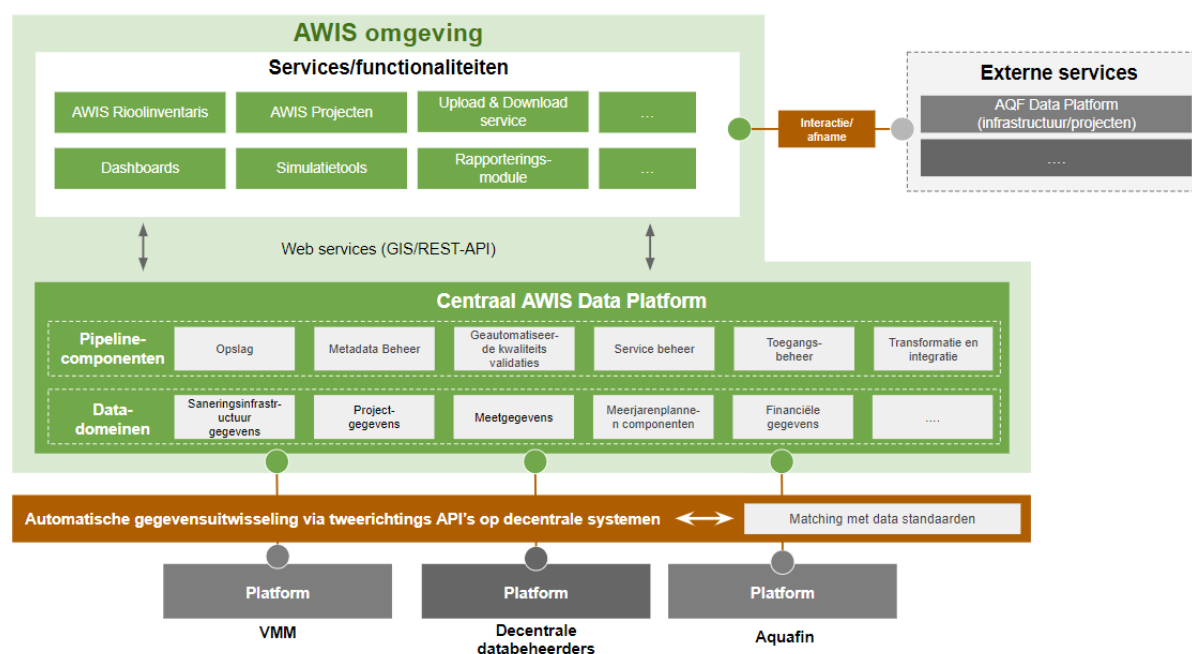 AWIS omgeving
Services/functionaliteiten
AWIS Rioolinventaris
AWIS Projecten
Upload & Download
service
...
Dashboards
Simulatietools
Rapporterings-
module
...
Interactie/
afname
Externe services
AQF Data Platform
(infrastructuur/projecten)
....
Web services (GIS/REST-API)
Centraal AWIS Data Platform
Pipeline-
componenten
Opslag
Metadata Beheer
Geautomatiseer-
de kwaliteits
validaties
Service beheer
Toegangs-
beheer
Transformatie en
integratie
Data-
domeinen
Saneringsinfrastr-
uctuur
gegevens
Project-
gegevens
Meetgegevens
Meerjarenplanne-
n componenten
Financiële
gegevens
....
Automatische gegevensuitwisseling via tweerichtings API's op decentrale systemen
Matching met data standaarden
Platform
Platform
Platform
VMM
Decentrale
databeheerders
Aquafin